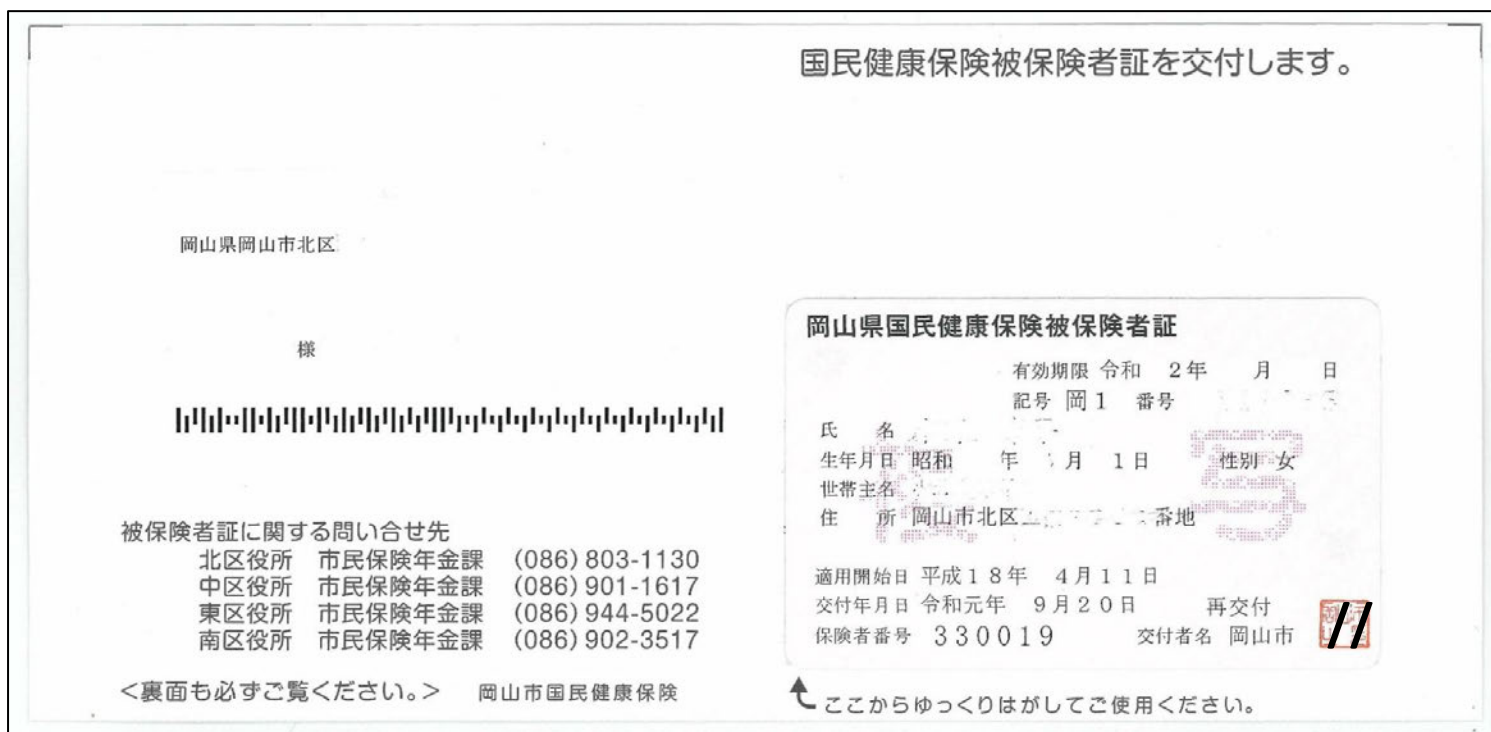 国民健康保険被保険者証を交付します。
岡山県岡山市北区
様
被保険者証に関する問い合せ先
北区役所 市民保険年金課 (086)803-1130
中区役所 市民保険年金課 (086)901-1617
東区役所 市民保険年金課 (086)944-5022
南区役所 市民保険年金課 (086)902-3517
<裏面も必ずご覧ください。> 岡山市国民健康保険
岡山県国民健康保険被保険者証
有効期限 令和 2年 月 日
記号 岡1 番号
氏 名
生年月日 昭和 年 月 1日 性別 女
世帯主名
住 所 岡山市北区 番地
適用開始日 平成18年 4月11日
交付年月日 令和元年 9月20日 再交付
保険者番号 330019 交付者名 岡山市
ここからゆっくりはがしてご使用ください。